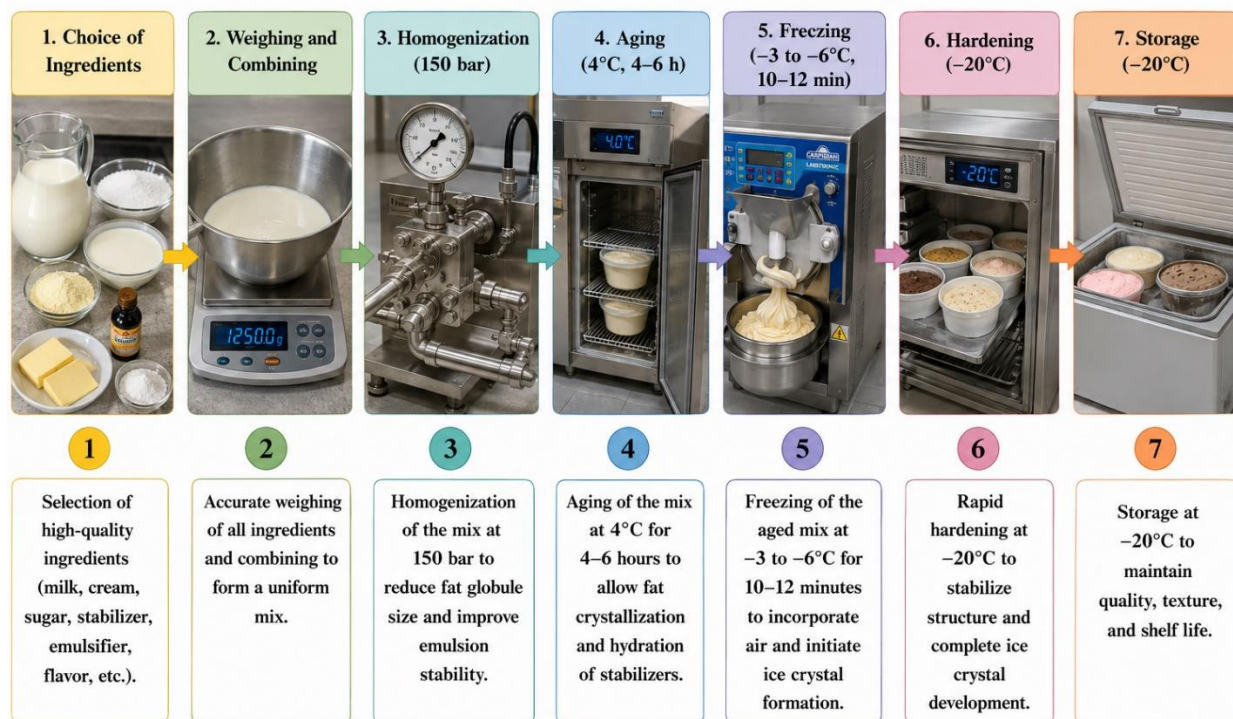 1. Choice of
Ingredients
2. Weighing and
Combining
3. Homogenization
(150 bar)
4. Aging
(4°C, 4–6 h)
5. Freezing
(−3 to −6°C,
10–12 min)
6. Hardening
(−20°C)
7. Storage
(−20°C)
1250.0g
4.0°C
CARPIGIAN
LABOTRONIC
-20°C
1
2
3
4
5
6
7
Selection of
high-quality
ingredients
(milk, cream,
sugar, stabilizer,
emulsifier,
flavor, etc.).
Accurate weighing
of all ingredients
and combining to
form a uniform
mix.
Homogenization
of the mix at
150 bar to
reduce fat globule
size and improve
emulsion
stability.
Aging of the mix
at 4°C for
4–6 hours to
allow fat
crystallization
and hydration
of stabilizers.
Freezing of the
aged mix at
−3 to −6°C for
10–12 minutes
to incorporate
air and initiate
ice crystal
formation.
Rapid
hardening at
−20°C to
stabilize
structure and
complete ice
crystal
development.
Storage at
−20°C to
maintain
quality, texture,
and shelf life.